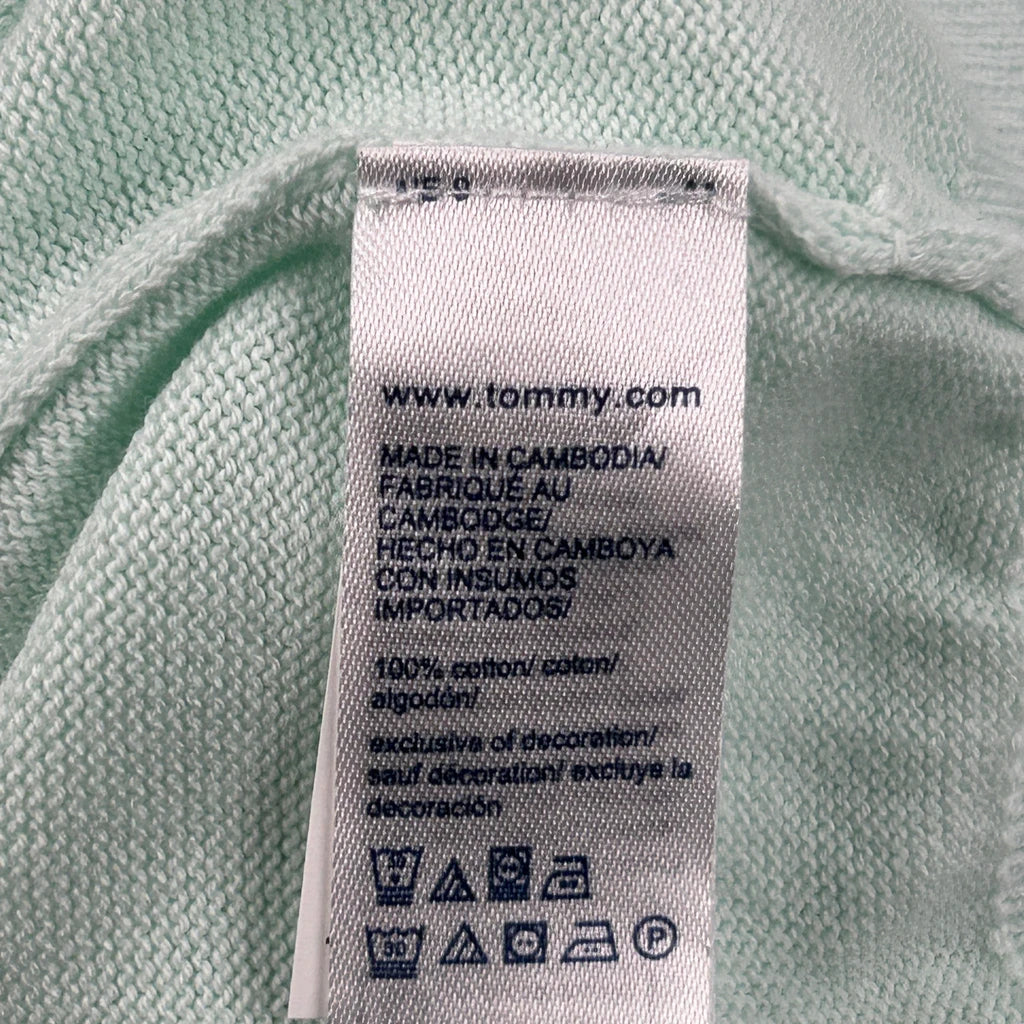 www.tommy.com
MADE IN CAMBODIA/
FABRIQUÉ AU
CAMBODGE/
HECHO EN CAMBOYA
CON INSUMOS
IMPORTADOS/
100% cotton/ coton/
algodón/
exclusive of decoration/
sauf décoration/ excluye la
decoración
30
P